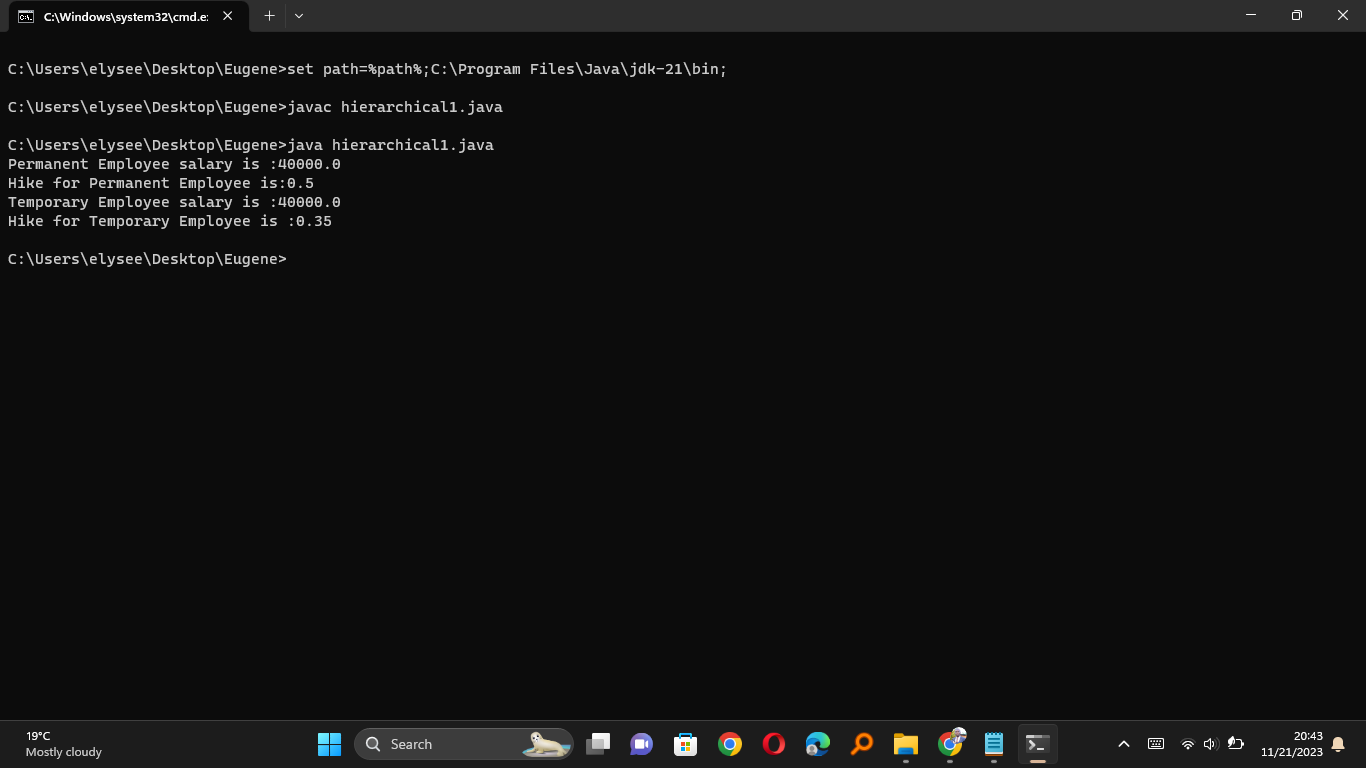 C:\Windows\system32\cmd.e:
C:\Users\elysee\Desktop\Eugene>set path=%path%;C:\Program Files\Java\jdk-21\bin;
C:\Users\elysee\Desktop\Eugene>javac hierarchical1.java
C:\Users\elysee\Desktop\Eugene>java hierarchical1.java
Permanent Employee salary is :40000.0
Hike for Permanent Employee is:0.5
Temporary Employee salary is :40000.0
Hike for Temporary Employee is :0.35
C:\Users\elysee\Desktop\Eugene>
19°C
Mostly cloudy
Search
20:43
11/21/2023